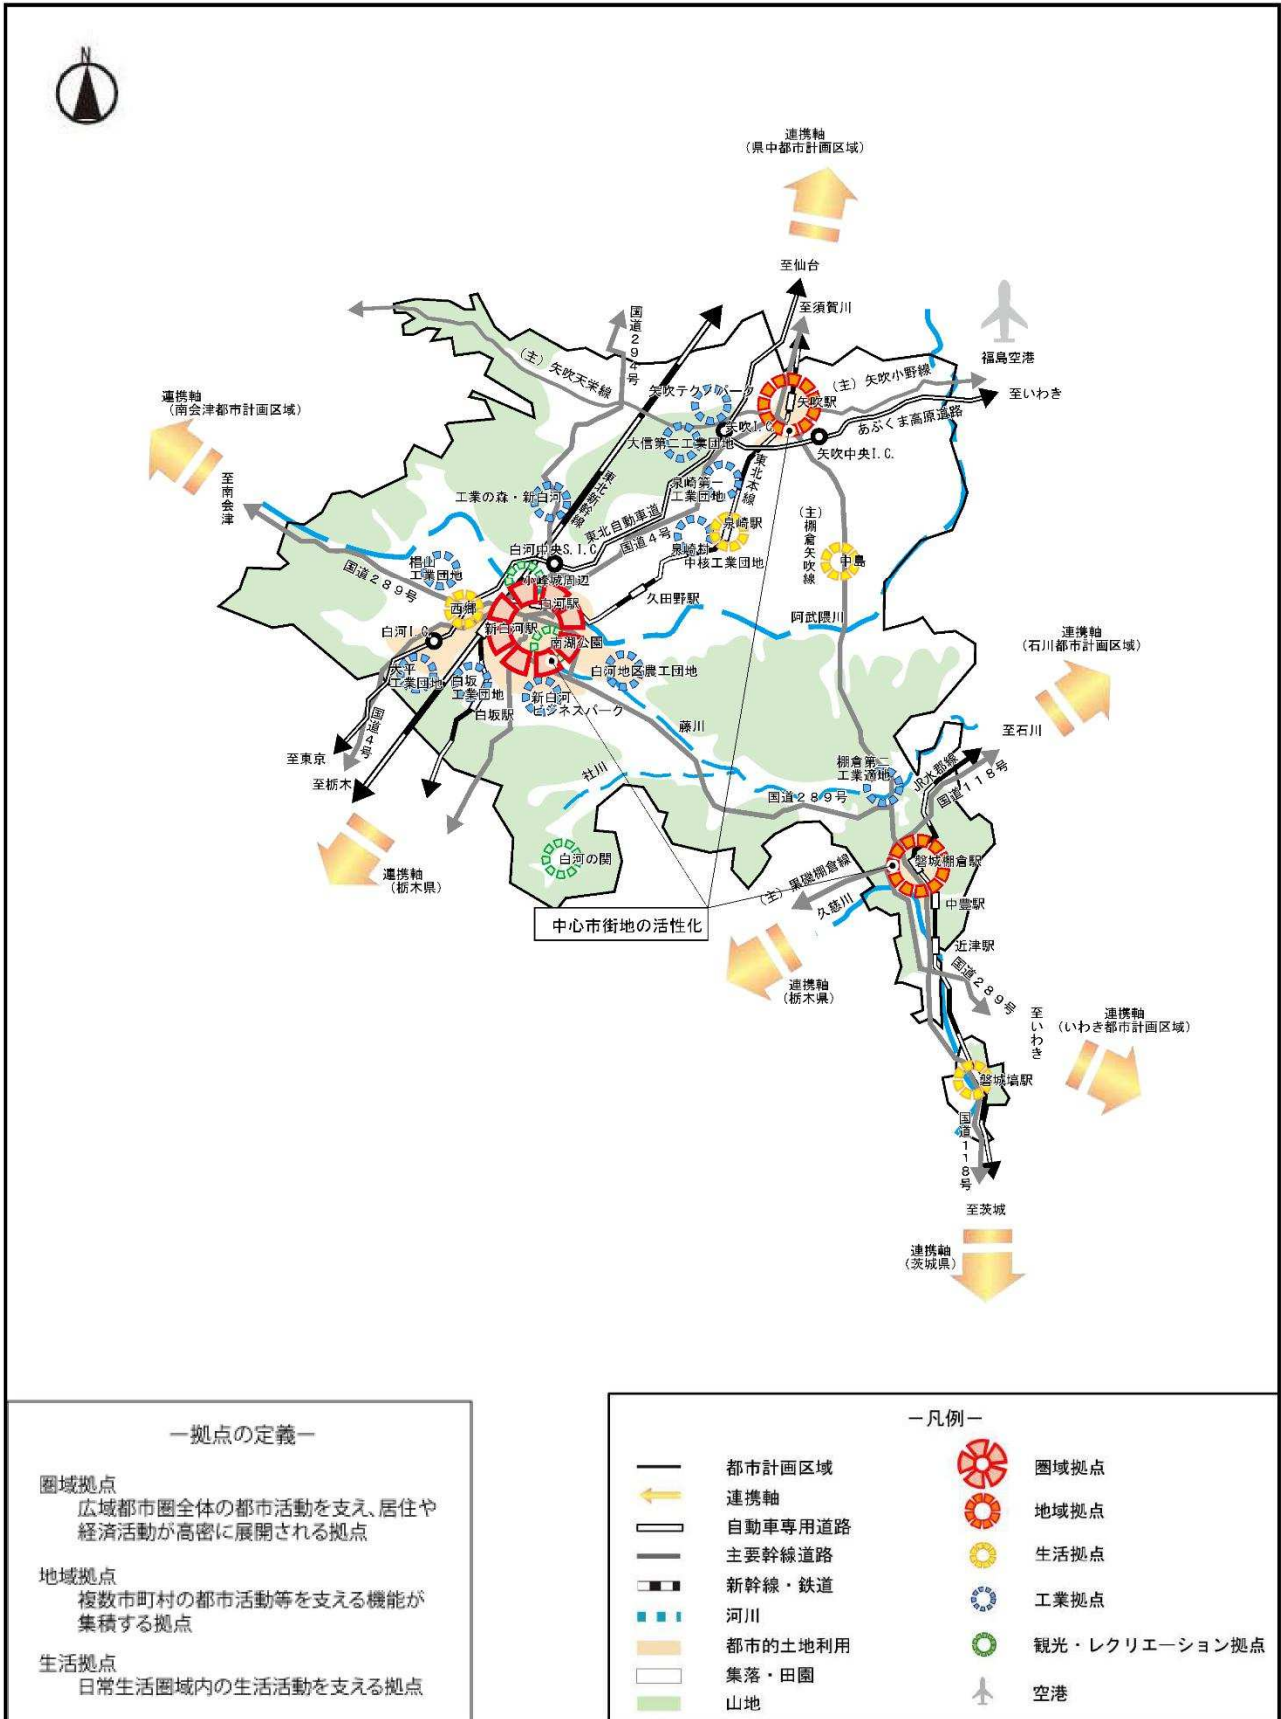 N
連携軸
（県中都市計画区域）
至仙台
至須賀川
福島空港
国道２９４号
（主）矢吹天栄線
矢吹テクノパーク
矢吹駅
（主）矢吹小野線
至いわき
連携軸
（南会津都市計画区域）
矢吹I.C.
あぶくま高原道路
大信第二工業団地
矢吹中央I.C.
至南会津
東北本線
泉崎第一
工業団地
工業の森・新白河
東北新幹線
東北自動車道
国道４号
泉崎駅
（主）棚倉矢吹線
白河中央S.I.C
泉崎村
中核工業団地
中島
椙山
工業団地
国道２８９号
小峰城周辺
白河駅
久田野駅
西郷
阿武隈川
白河I.C.
新白河駅
南湖公園
連携軸
（石川都市計画区域）
太平
工業団地
白坂
工業団地
白河地区農工団地
新白河
ビジネスパーク
白坂駅
国道４号
藤川
至石川
至東京
至栃木
社川
棚倉第二
工業適地
JR水郡線
国道１１８号
国道２８９号
白河の関
磐城棚倉駅
連携軸
（栃木県）
（主）黒磯棚倉線
中豊駅
久慈川
中心市街地の活性化
近津駅
国道２８９号
連携軸
（栃木県）
至いわき
連携軸
（いわき都市計画区域）
磐城塙駅
国道１１８号
至茨城
連携軸
（茨城県）
－拠点の定義－
圏域拠点
広域都市圏全体の都市活動を支え、居住や
経済活動が高密に展開される拠点
地域拠点
複数市町村の都市活動等を支える機能が
集積する拠点
生活拠点
日常生活圏域内の生活活動を支える拠点
－凡例－
都市計画区域
連携軸
自動車専用道路
主要幹線道路
新幹線・鉄道
河川
都市的土地利用
集落・田園
山地
圏域拠点
地域拠点
生活拠点
工業拠点
観光・レクリエーション拠点
空港